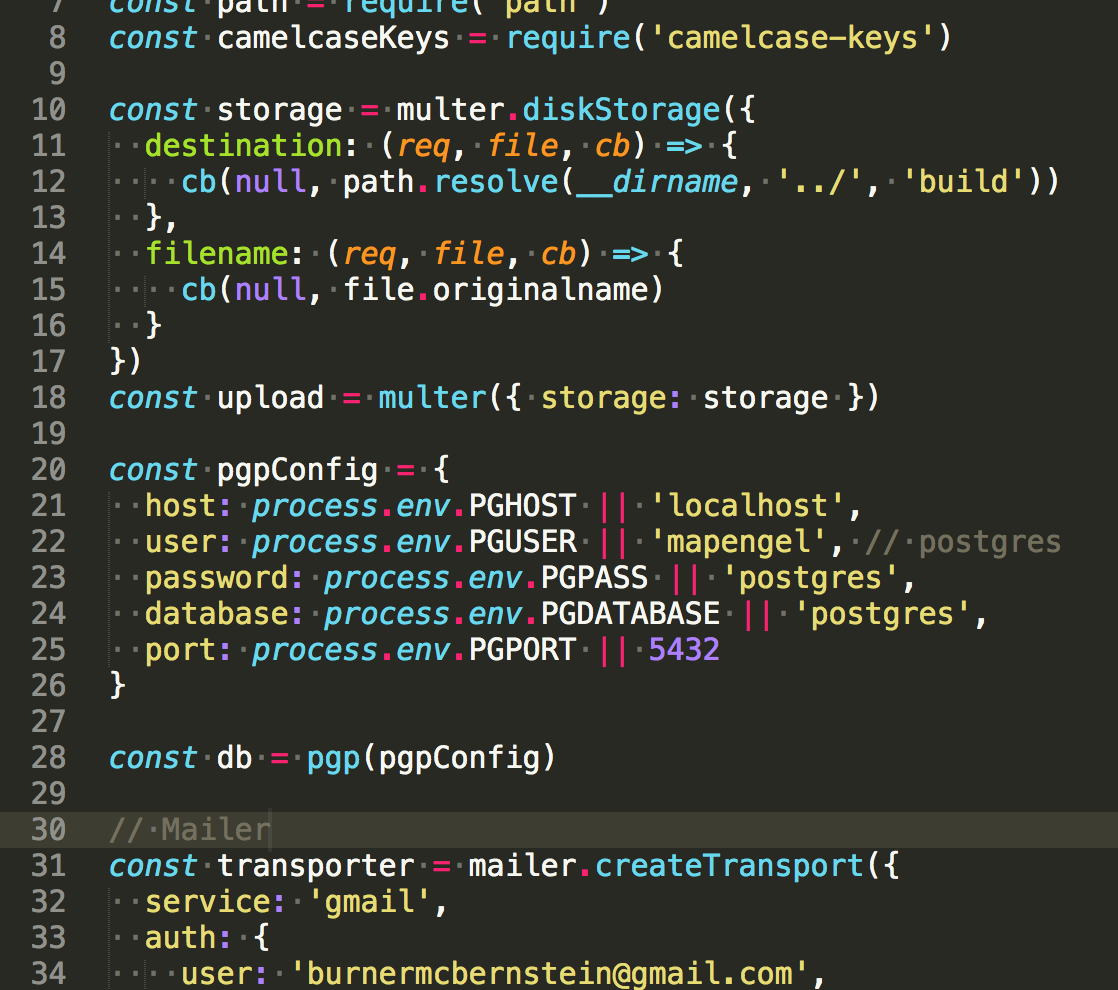 7 const path = require('path')
8 const camelcaseKeys = require('camelcase-keys')
9
10 const storage = multer.diskStorage({
11   destination: (req, file, cb) => {
12     cb(null, path.resolve(__dirname, '../', 'build'))
13   },
14   filename: (req, file, cb) => {
15     cb(null, file.originalname)
16   }
17 })
18 const upload = multer({ storage: storage })
19
20 const pgpConfig = {
21   host: process.env.PGHOST || 'localhost',
22   user: process.env.PGUSER || 'mapengel', // postgres
23   password: process.env.PGPASS || 'postgres',
24   database: process.env.PGDATABASE || 'postgres',
25   port: process.env.PGPORT || 5432
26 }
27
28 const db = pgp(pgpConfig)
29
30 // Mailer
31 const transporter = mailer.createTransport({
32   service: 'gmail',
33   auth: {
34     user: 'burnermcbernstein@gmail.com',